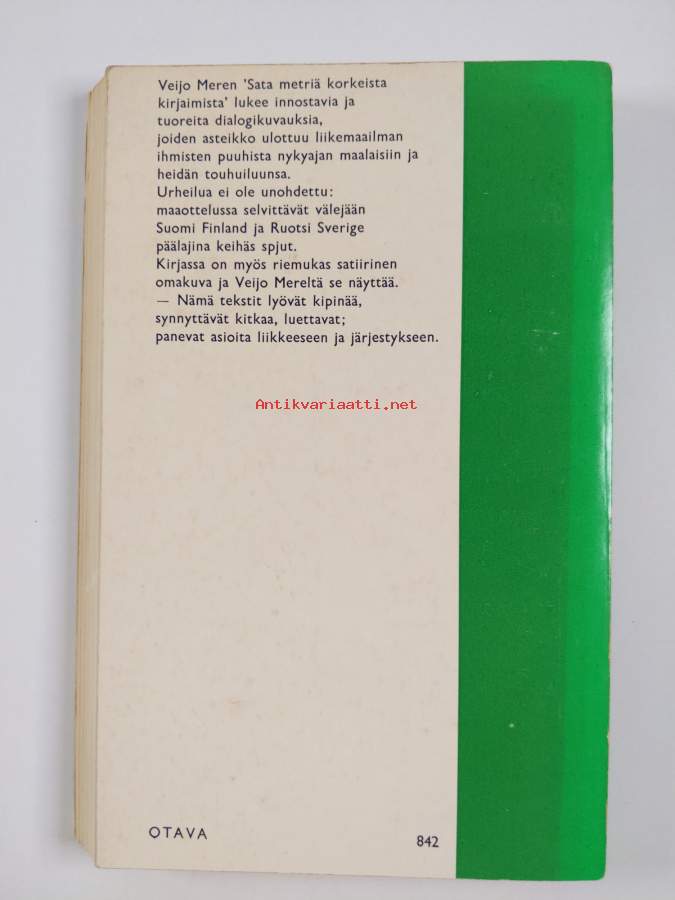 Veijo Meren 'Sata metriä korkeista
kirjaimista' lukee innostavia ja
tuoreita dialogikuvauksia,
joiden asteikko ulottuu liikemaailman
ihmisten puuhista nykyajan maalaisiin ja
heidän touhuiluunsa.
Urheilua ei ole unohdettu:
maaottelussa selvittävät välejään
Suomi Finland ja Ruotsi Sverige
päälajina keihäs spjut.
Kirjassa on myös riemukas satiirinen
omakuva ja Veijo Mereltä se näyttää.
— Nämä tekstit lyövät kipinää,
synnyttävät kitkaa, luettavat;
panevat asioita liikkeeseen ja järjestykseen.
Antikvariaatti.net
OTAVA
842